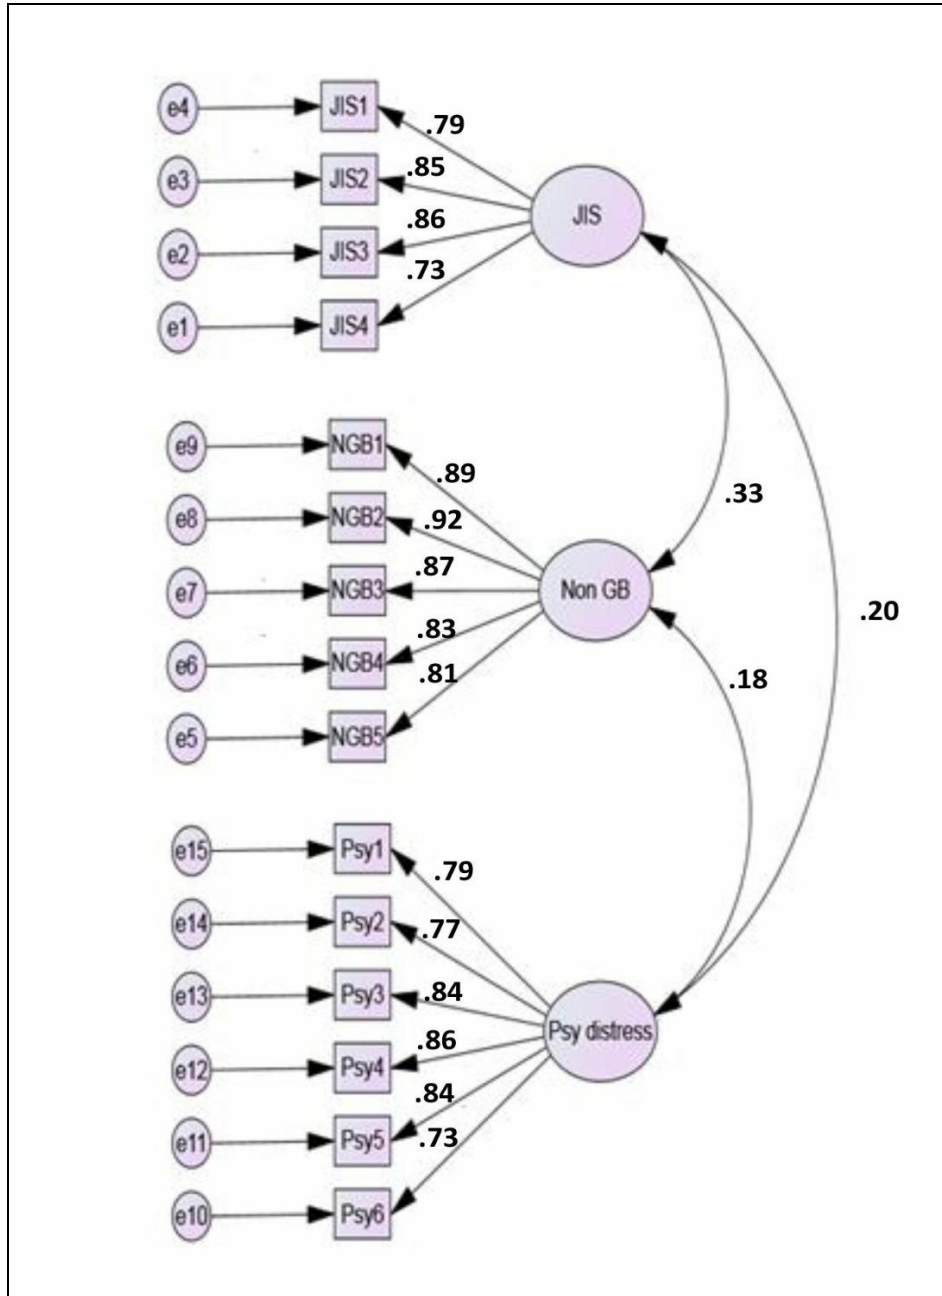 e4 JIS1 .79
e3 JIS2 .85
JIS
e2 JIS3 .86
e1 JIS4 .73
e9 NGB1 .89
.33
e8 NGB2 .92
e7 NGB3 .87
Non GB
.20
e6 NGB4 .83
.18
e5 NGB5 .81
e15 Psy1 .79
e14 Psy2 .77
e13 Psy3 .84
Psy distress
e12 Psy4 .86
e11 Psy5 .84
e10 Psy6 .73